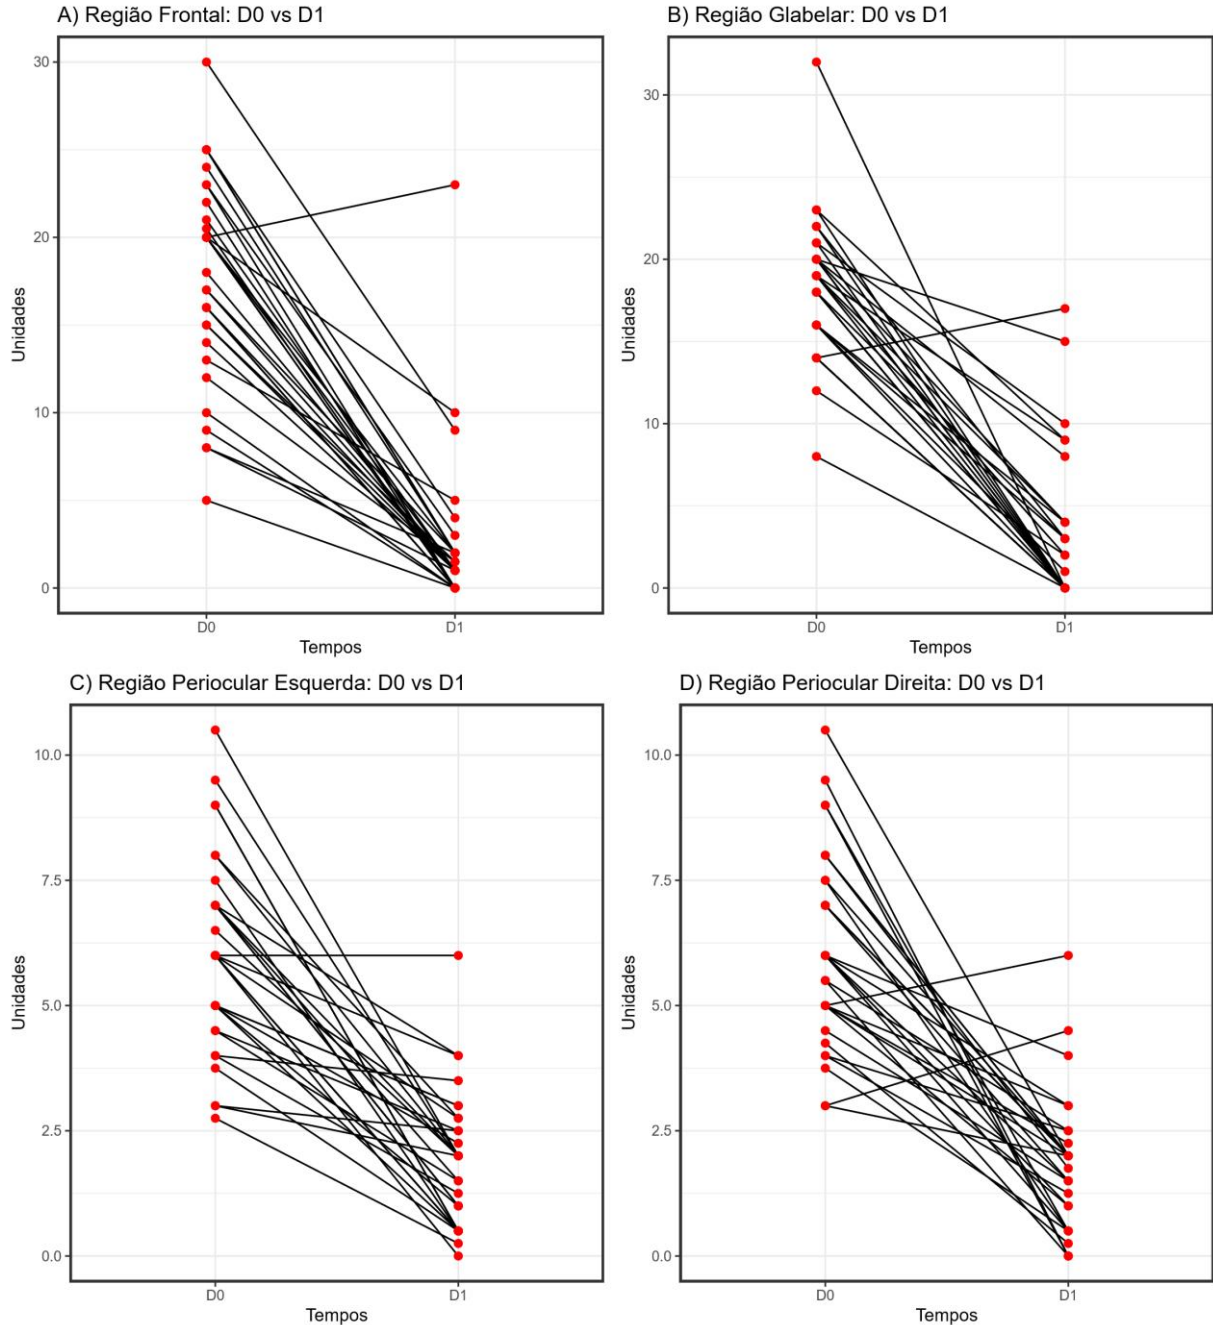 A) Região Frontal: D0 vs D1
30
20
10
0
Unidades
D0
D1
Tempos
B) Região Glabelar: D0 vs D1
30
20
10
0
Unidades
D0
D1
Tempos
C) Região Periocular Esquerda: D0 vs D1
10.0
7.5
5.0
2.5
0.0
Unidades
D0
D1
Tempos
D) Região Periocular Direita: D0 vs D1
10.0
7.5
5.0
2.5
0.0
Unidades
D0
D1
Tempos